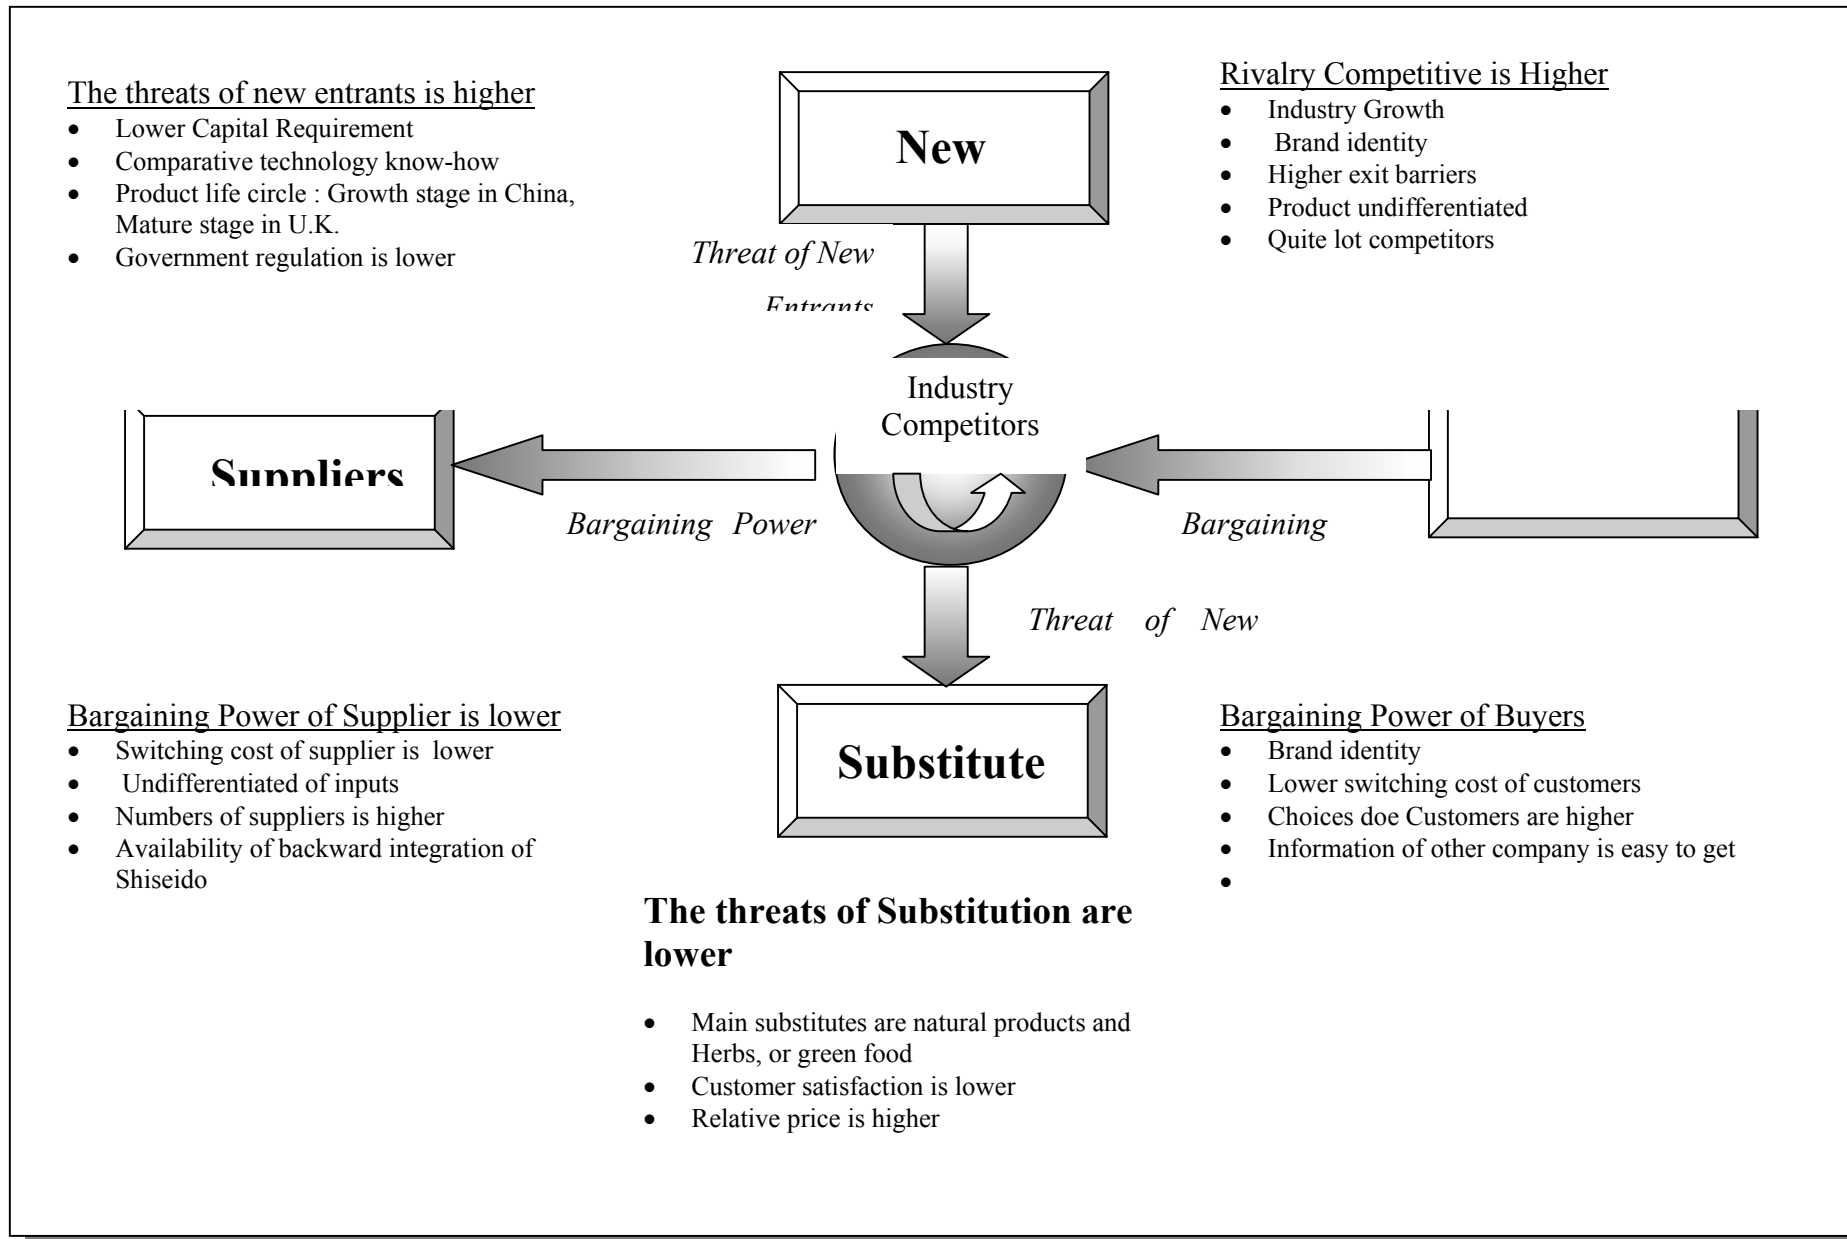 The threats of new entrants is higher
• Lower Capital Requirement
• Comparative technology know-how
• Product life circle : Growth stage in China,
Mature stage in U.K.
• Government regulation is lower
New
Rivalry Competitive is Higher
• Industry Growth
• Brand identity
• Higher exit barriers
• Product undifferentiated
• Quite lot competitors
Threat of New
Entrants
Industry
Competitors
Suppliers
Bargaining Power
Bargaining
Threat of New
Bargaining Power of Supplier is lower
• Switching cost of supplier is lower
• Undifferentiated of inputs
• Numbers of suppliers is higher
• Availability of backward integration of
Shiseido
Substitute
Bargaining Power of Buyers
• Brand identity
• Lower switching cost of customers
• Choices doe Customers are higher
• Information of other company is easy to get
•
The threats of Substitution are
lower
• Main substitutes are natural products and
Herbs, or green food
• Customer satisfaction is lower
• Relative price is higher